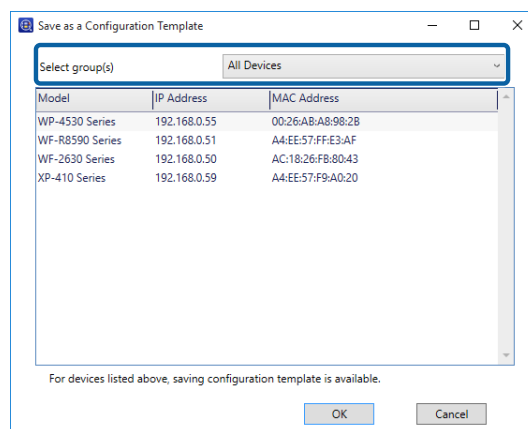 Save as a Configuration Template
Select group(s) All Devices
Model IP Address MAC Address
WP-4530 Series 192.168.0.55 00:26:AB:A8:98:2B
WF-R8590 Series 192.168.0.51 A4:EE:57:FF:E3:AF
WF-2630 Series 192.168.0.50 AC:18:26:FB:80:43
XP-410 Series 192.168.0.59 A4:EE:57:F9:A0:20
For devices listed above, saving configuration template is available.
OK Cancel